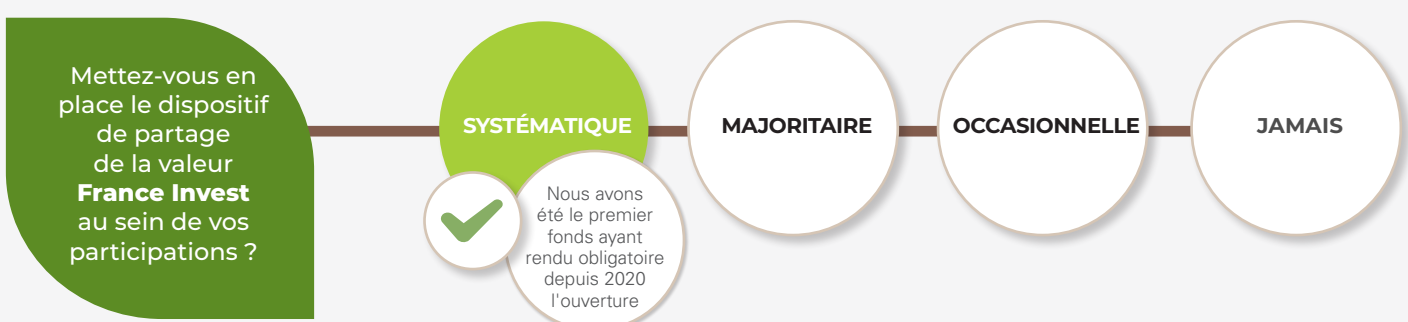 Mettez-vous en
place le dispositif
de partage
de la valeur
France Invest
au sein de vos
participations ?
SYSTÉMATIQUE
Nous avons
été le premier
fonds ayant
rendu obligatoire
depuis 2020
l'ouverture
MAJORITAIRE
OCCASIONNELLE
JAMAIS